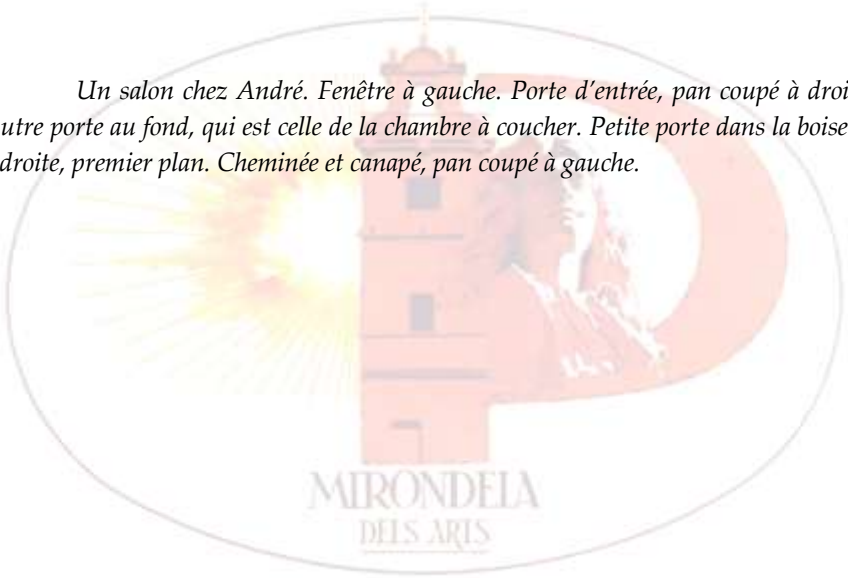 Un salon chez André. Fenêtre à gauche. Porte d'entrée, pan coupé à droi
utre porte au fond, qui est celle de la chambre à coucher. Petite porte dans la boise
droite, premier plan. Cheminée et canapé, pan coupé à gauche.
MIRONDELA
DELS ARTS